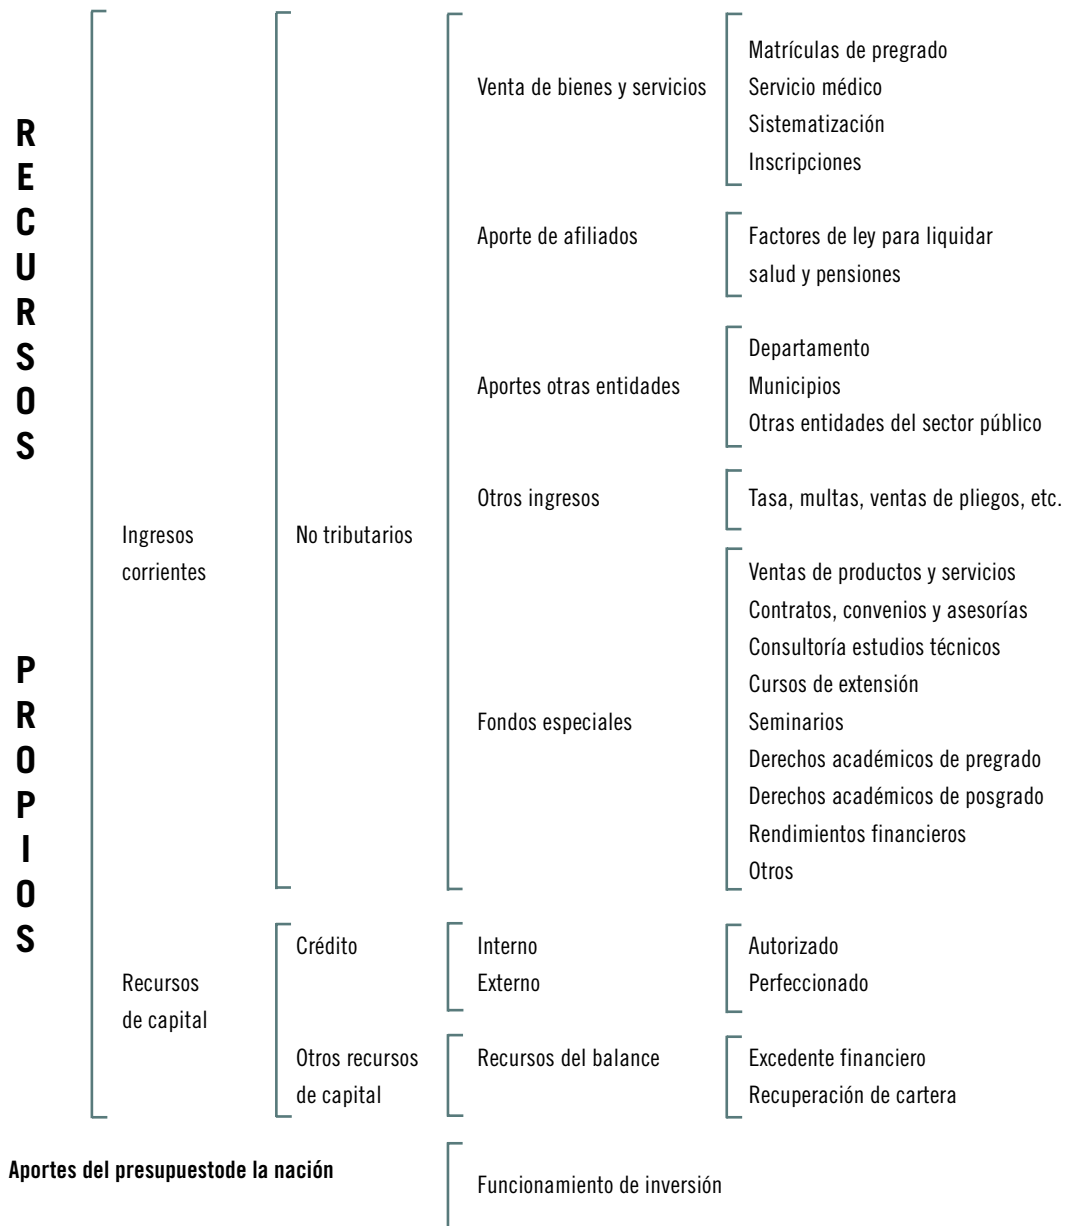 RECURSOS
PROPIOS
Ingresos
corrientes
No tributarios
Venta de bienes y servicios
Matrículas de pregrado
Servicio médico
Sistematización
Inscripciones
Aporte de afiliados
Factores de ley para liquidar
salud y pensiones
Aportes otras entidades
Departamento
Municipios
Otras entidades del sector público
Otros ingresos
Tasa, multas, ventas de pliegos, etc.
Fondos especiales
Ventas de productos y servicios
Contratos, convenios y asesorías
Consultoría estudios técnicos
Cursos de extensión
Seminarios
Derechos académicos de pregrado
Derechos académicos de posgrado
Rendimientos financieros
Otros
Recursos
de capital
Crédito
Interno
Externo
Autorizado
Perfeccionado
Otros recursos
de capital
Recursos del balance
Excedente financiero
Recuperación de cartera
Aportes del presupuestode la nación
Funcionamiento de inversión